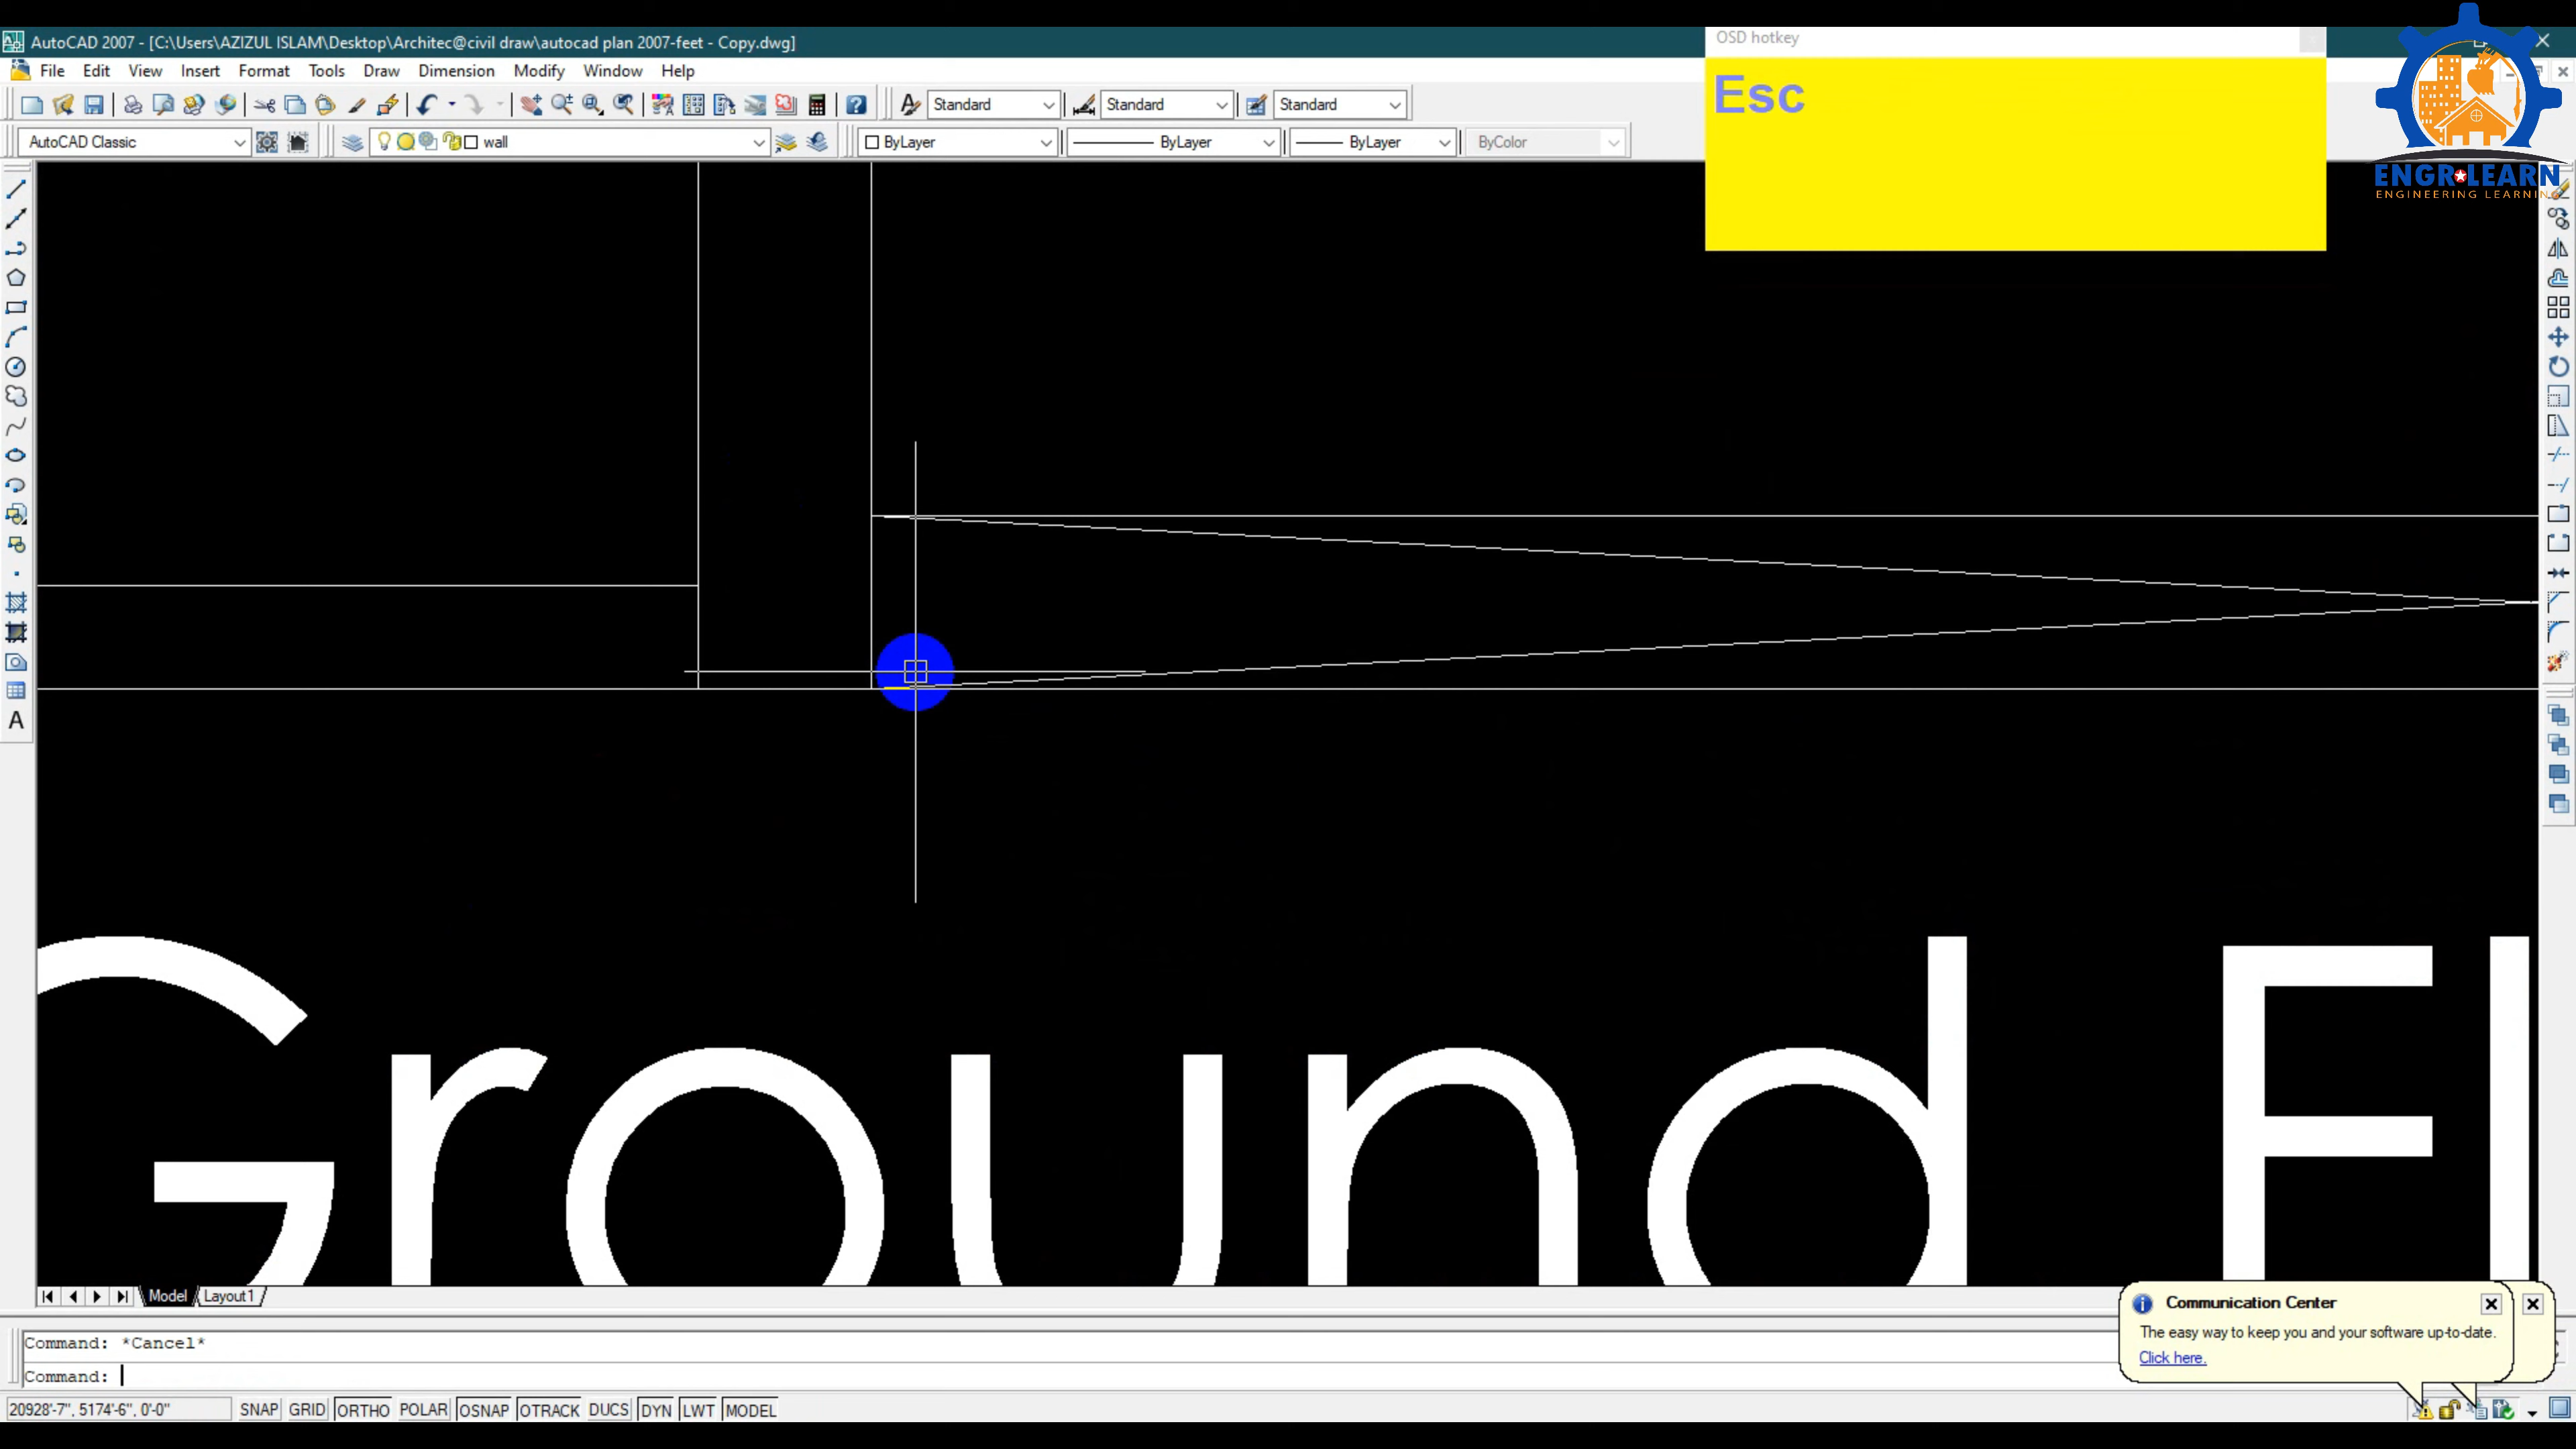 AutoCAD 2007 - [C:\Users\AZIZUL ISLAM\Desktop\Architec@civil draw\autocad plan 2007-feet - Copy.dwg]
OSD hotkey
File Edit View Insert Format Tools Draw Dimension Modify Window Help
Esc
Standard Standard Standard
AutoCAD Classic wall ByLayer ByLayer ByLayer ByColor
ENGR LEARN
ENGINEERING LEARNING
A
Ground Fl
Model Layout1
Communication Center
The easy way to keep you and your software up-to-date.
Click here.
Command: *Cancel*
Command:
20928'-7", 5174'-6", 0'-0" SNAP GRID ORTHO POLAR OSNAP OTRACK DUCS DYN LWT MODEL